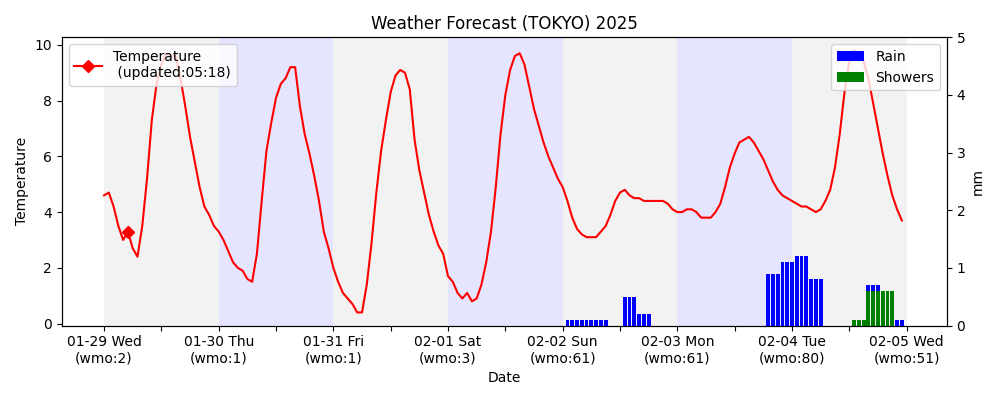 Weather Forecast (TOKYO) 2025
Temperature
(updated:05:18)
Rain
Showers
10
8
6
4
2
0
Temperature
5
4
3
2
1
0
mm
01-29 Wed
(wmo:2)
01-30 Thu
(wmo:1)
01-31 Fri
(wmo:1)
02-01 Sat
(wmo:3)
02-02 Sun
(wmo:61)
02-03 Mon
(wmo:61)
02-04 Tue
(wmo:80)
02-05 Wed
(wmo:51)
Date